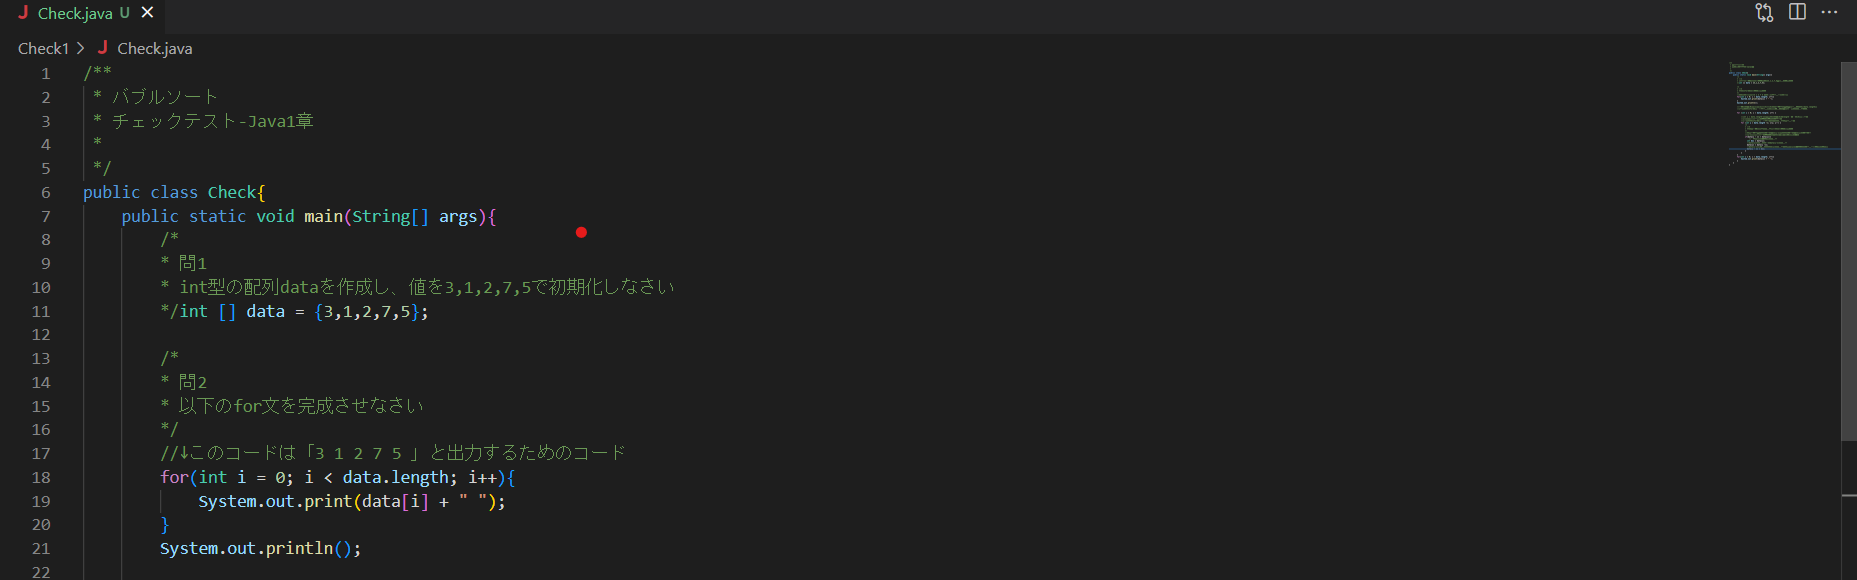 J Check.java U ×
Check1 > J Check.java
1 /**
2 * バブルソート
3 * チェックテスト-Java1章
4 *
5 */
6 public class Check{
7 public static void main(String[] args){
8 /*
9 * 問1
10 * int型の配列dataを作成し、値を3,1,2,7,5で初期化しなさい
11 */int [] data = {3,1,2,7,5};
12
13 /*
14 * 問2
15 * 以下のfor文を完成させなさい
16 */
17 //↓このコードは「3 1 2 7 5 」と出力するためのコード
18 for(int i = 0; i < data.length; i++){
19 System.out.print(data[i] + " ");
20 }
21 System.out.println();
22